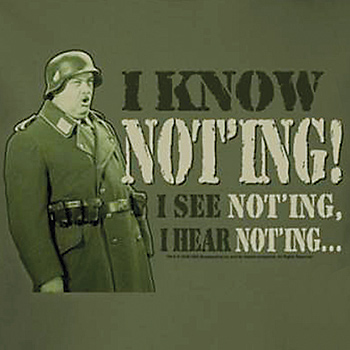 I KNOW
NOT'ING!
I SEE NOT'ING,
I HEAR NOT'ING...